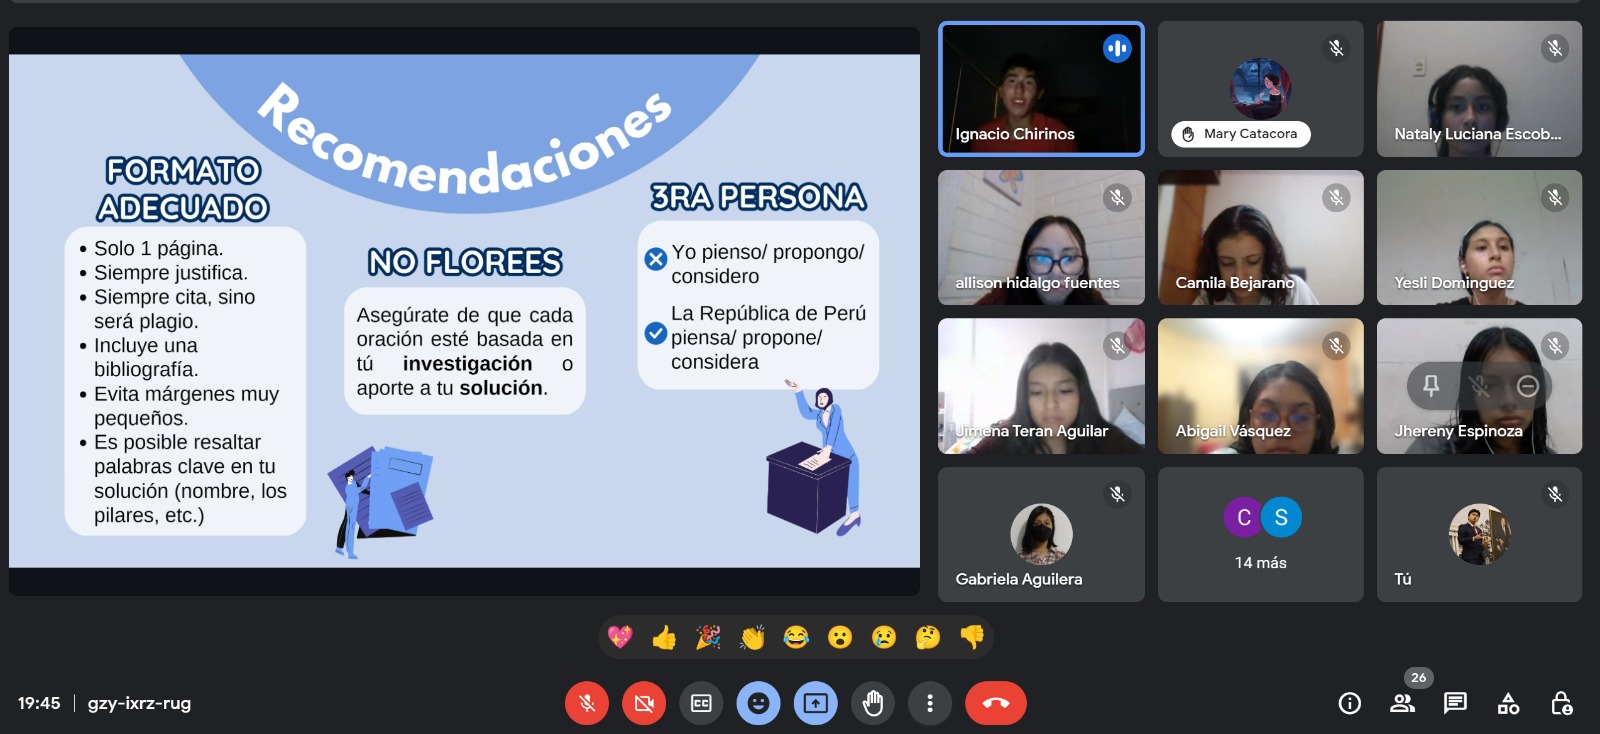 Recomendaciones
FORMATO
ADECUADO
• Solo 1 página.
• Siempre justifica.
• Siempre cita, sino
será plagio.
• Incluye una
bibliografía.
• Evita márgenes muy
pequeños.
• Es posible resaltar
palabras clave en tu
solución (nombre, los
pilares, etc.)
NO FLOREES
Asegúrate de que cada
oración esté basada en
tú investigación o
aporte a tu solución.
3RA PERSONA
Yo pienso/ propongo/
considero
La República de Perú
piensa/ propone/
considera
Ignacio Chirinos
Mary Catacora
Nataly Luciana Escob...
allison hidalgo fuentes
Camila Bejarano
Yesli Dominguez
Jimena Teran Aguilar
Abigail Vásquez
Jhereny Espinoza
Gabriela Aguilera
C S
14 más
Tú
19:45 | gzy-ixrz-rug
CC
26